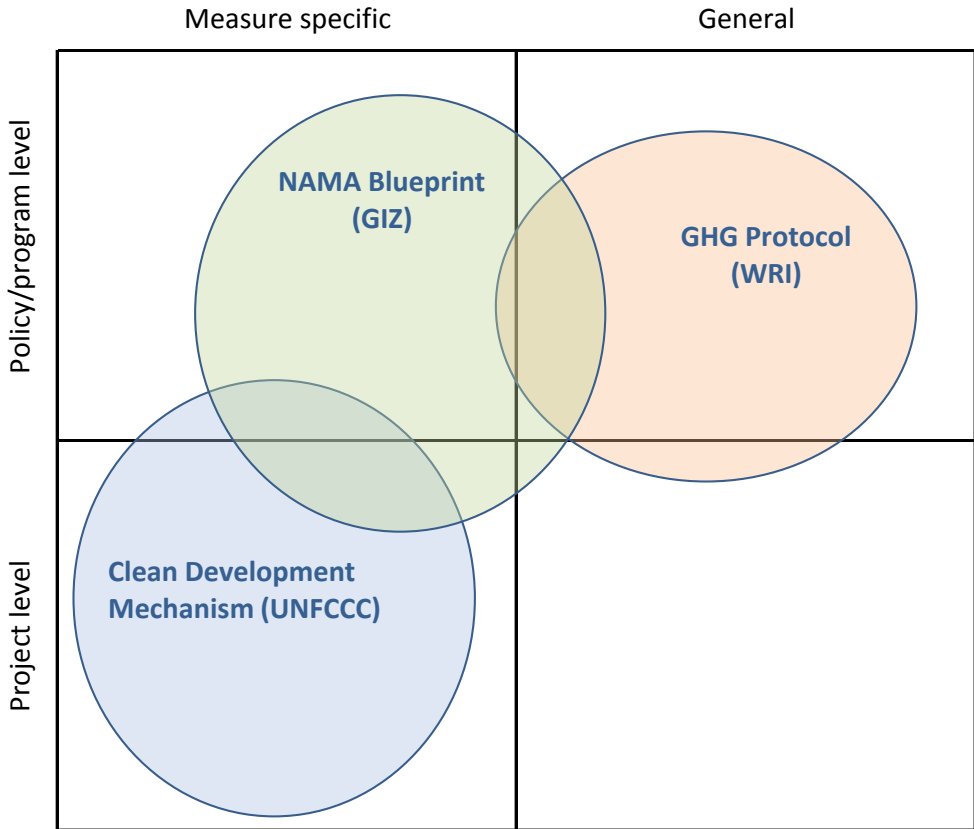 Measure specific
General
Policy/program level
NAMA Blueprint
(GIZ)
GHG Protocol
(WRI)
Project level
Clean Development
Mechanism (UNFCCC)